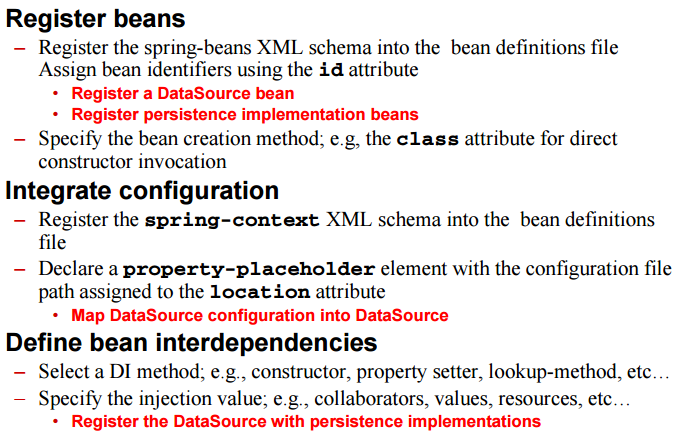 Register beans
– Register the spring-beans XML schema into the bean definitions file
Assign bean identifiers using the id attribute
• Register a DataSource bean
• Register persistence implementation beans
– Specify the bean creation method; e.g, the class attribute for direct
constructor invocation
Integrate configuration
– Register the spring-context XML schema into the bean definitions
file
– Declare a property-placeholder element with the configuration file
path assigned to the location attribute
• Map DataSource configuration into DataSource
Define bean interdependencies
– Select a DI method; e.g., constructor, property setter, lookup-method, etc…
– Specify the injection value; e.g., collaborators, values, resources, etc…
• Register the DataSource with persistence implementations